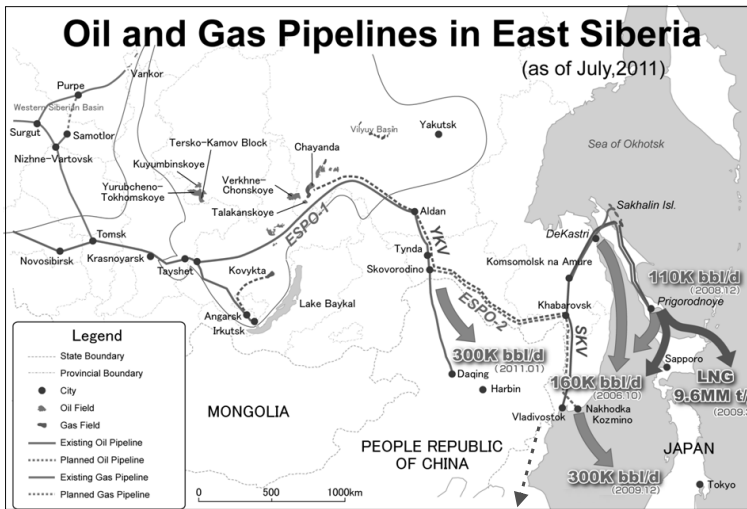 Oil and Gas Pipelines in East Siberia
(as of July,2011)
Vankor
Purpe
Western Siberian Basin
Surgut
Samotlor
Nizhne-Vartovsk
Tersko-Kamov Block
Kuyumbinskoye
Yurubcheno-
Tokhomskoye
Verkhne-
Chonskoye
Chayanda
Talakanskoye
Vilyuy Basin
Yakutsk
Sea of Okhotsk
Sakhalin Isl.
ESPO-1
Aldan
YKV
Tynda
Skovorodino
ESPO-2
DeKastri
Komsomolsk na Amure
Khabarovsk
SKV
110K bbl/d
(2008.12)
Prigorodnoye
Tomsk
Novosibirsk
Krasnoyarsk
Tayshet
Kovykta
Angarsk
Irkutsk
Lake Baykal
300K bbl/d
(2011.01)
Daqing
Harbin
160K bbl/d
(2006.10)
Sapporo
LNG
9.6MM t/
(2009.
Vladivostok
Nakhodka
Kozmino
300K bbl/d
(2009.12)
MONGOLIA
PEOPLE REPUBLIC
OF CHINA
JAPAN
Tokyo
Legend
State Boundary
Provincial Boundary
City
Oil Field
Gas Field
Existing Oil Pipeline
Planned Oil Pipeline
Existing Gas Pipeline
Planned Gas Pipeline
0 500 1000km